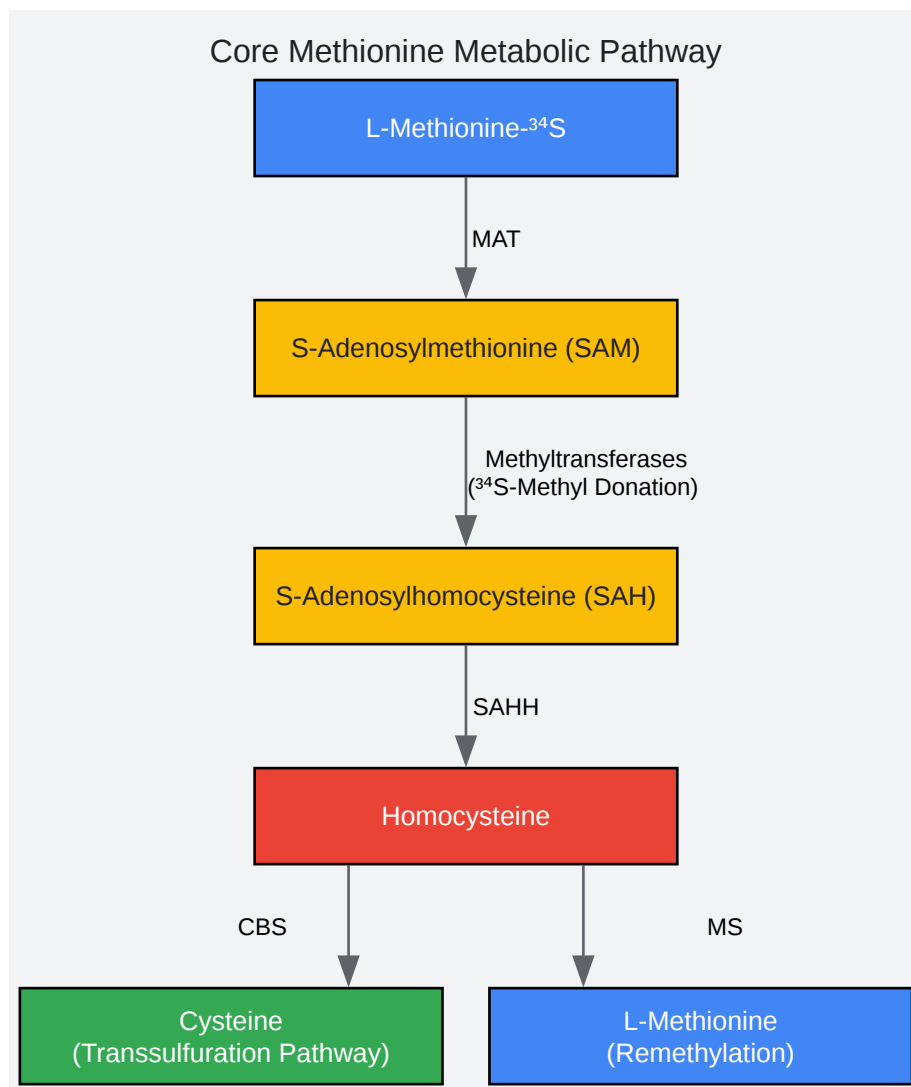 Core Methionine Metabolic Pathway
L-Methionine-³⁴S
MAT
S-Adenosylmethionine (SAM)
Methyltransferases
(³⁴S-Methyl Donation)
S-Adenosylhomocysteine (SAH)
SAHH
Homocysteine
CBS
MS
Cysteine
(Transsulfuration Pathway)
L-Methionine
(Remethylation)